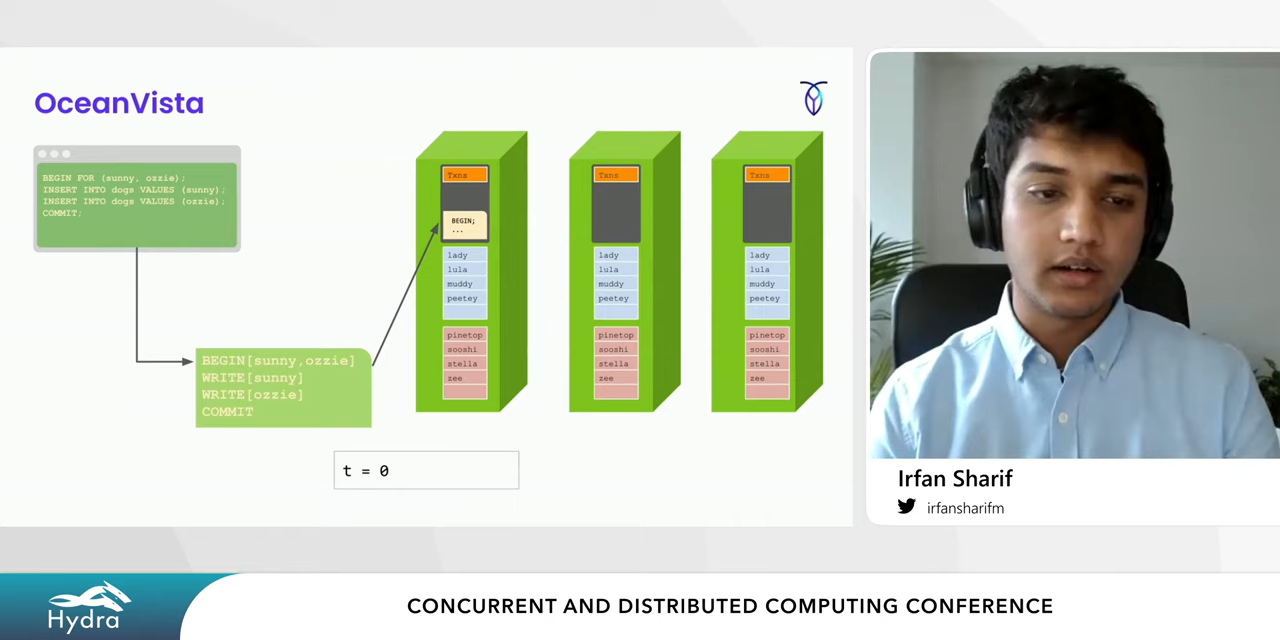 OceanVista
BEGIN FOR (sunny, ozzie);
INSERT INTO dogs VALUES (sunny);
INSERT INTO dogs VALUES (ozzie);
COMMIT;
BEGIN[sunny,ozzie]
WRITE[sunny]
WRITE[ozzie]
COMMIT
Txns
BEGIN;
...
lady
lula
muddy
peetey
pinetop
sooshi
stella
zee
Txns
lady
lula
muddy
peetey
pinetop
sooshi
stella
zee
Txns
lady
lula
muddy
peetey
pinetop
sooshi
stella
zee
t = 0
Irfan Sharif
irfansharifm
Hydra
CONCURRENT AND DISTRIBUTED COMPUTING CONFERENCE